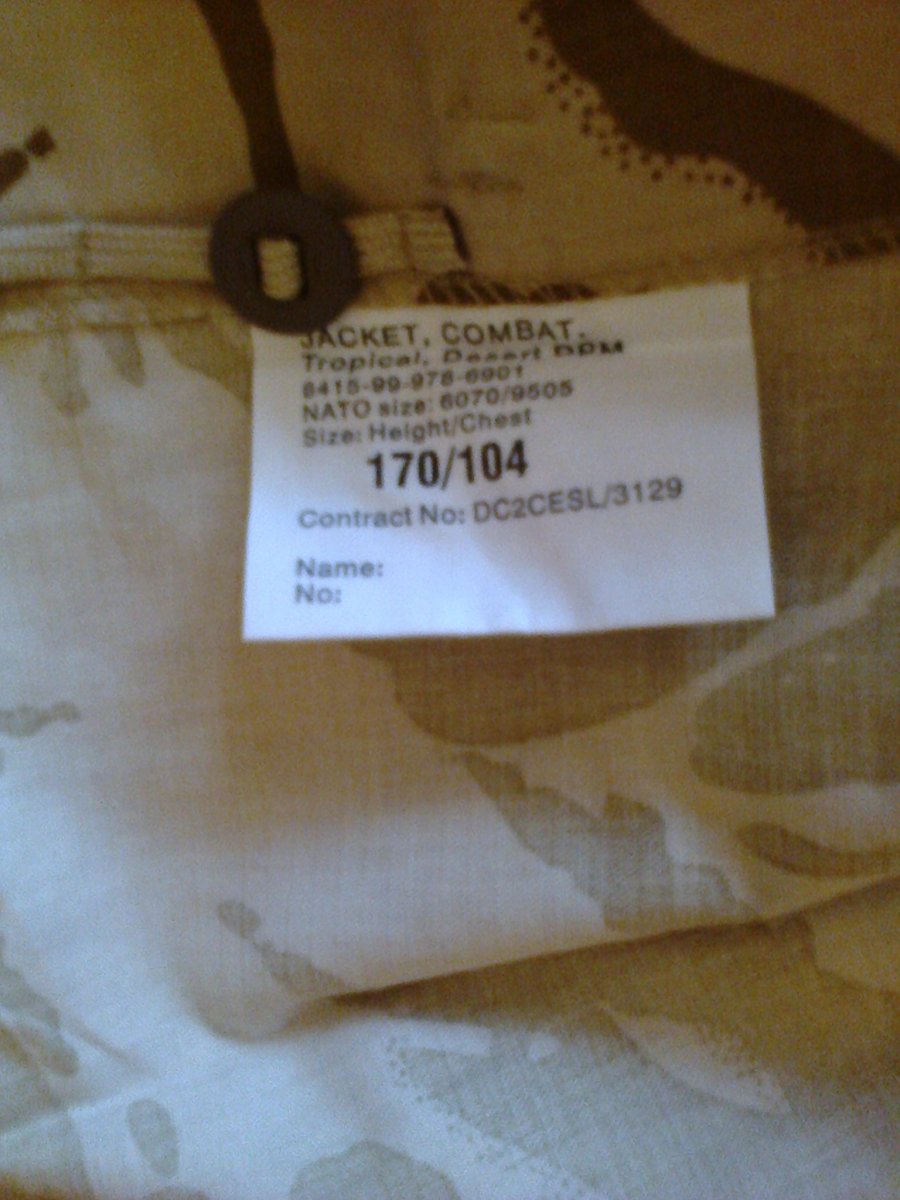 JACKET, COMBAT,
Tropical, Desert DPM
8415-99-978-6901
NATO size: 6070/9505
Size: Height/Chest
170/104
Contract No: DC2CESL/3129
Name:
No: